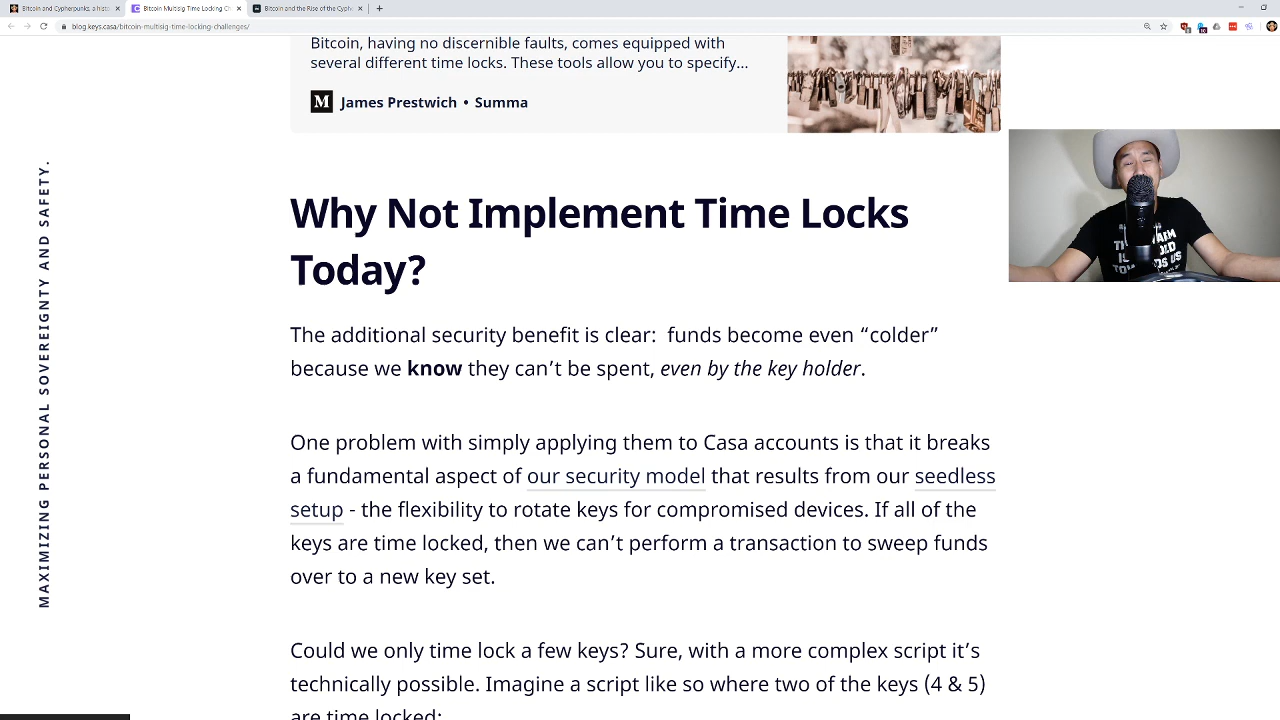 Bitcoin and Cypherpunks: a hist
Bitcoin Multisig Time Locking Ch
Bitcoin and the Rise of the Cyphe
blog.keys.casa/bitcoin-multisig-time-locking-challenges/
Bitcoin, having no discernible faults, comes equipped with
several different time locks. These tools allow you to specify…
M James Prestwich • Summa
MAXIMIZING PERSONAL SOVEREIGNTY AND SAFETY.
Why Not Implement Time Locks
Today?
The additional security benefit is clear:  funds become even “colder”
because we know they can’t be spent, even by the key holder.
One problem with simply applying them to Casa accounts is that it breaks
a fundamental aspect of our security model that results from our seedless
setup - the flexibility to rotate keys for compromised devices. If all of the
keys are time locked, then we can’t perform a transaction to sweep funds
over to a new key set.
Could we only time lock a few keys? Sure, with a more complex script it’s
technically possible. Imagine a script like so where two of the keys (4 & 5)
are time locked: